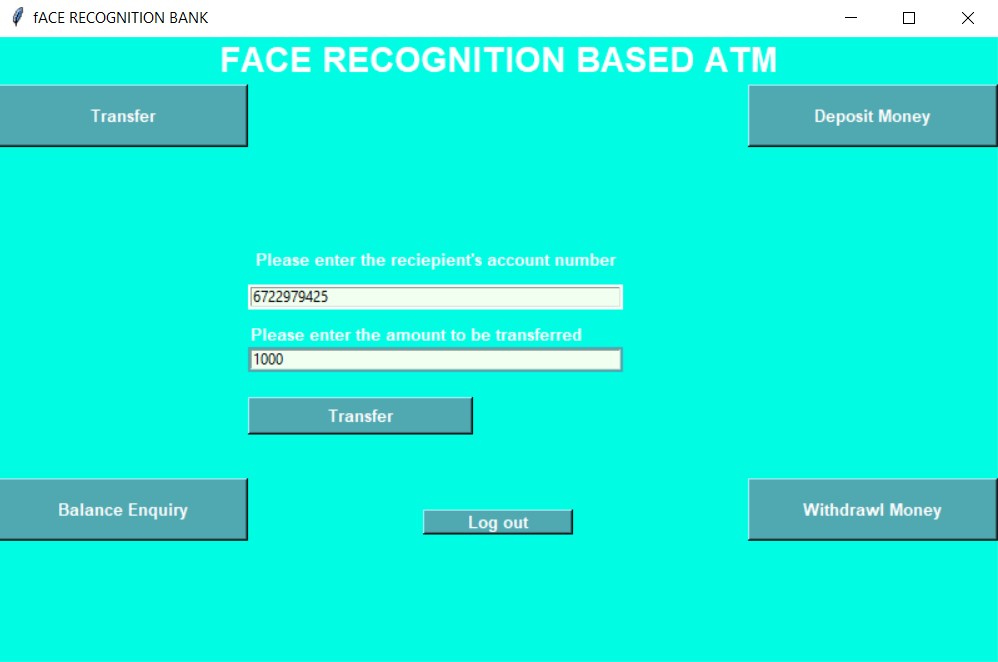 fACE RECOGNITION BANK
FACE RECOGNITION BASED ATM
Transfer
Deposit Money
Please enter the reciepient's account number
6722979425
Please enter the amount to be transferred
1000
Transfer
Balance Enquiry
Withdrawl Money
Log out